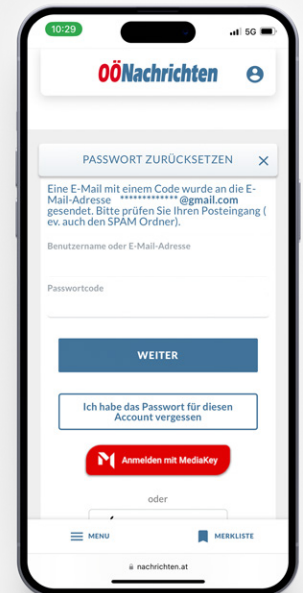 10:29
5G
OÖNachrichten
PASSWORT ZURÜCKSETZEN
Eine E-Mail mit einem Code wurde an die E-
Mail-Adresse *************@gmail.com
gesendet. Bitte prüfen Sie Ihren Posteingang (
ev. auch den SPAM Ordner).
Benutzername oder E-Mail-Adresse
Passwortcode
WEITER
Ich habe das Passwort für diesen
Account vergessen
Anmelden mit MediaKey
oder
MENU
MERKLISTE
nachrichten.at